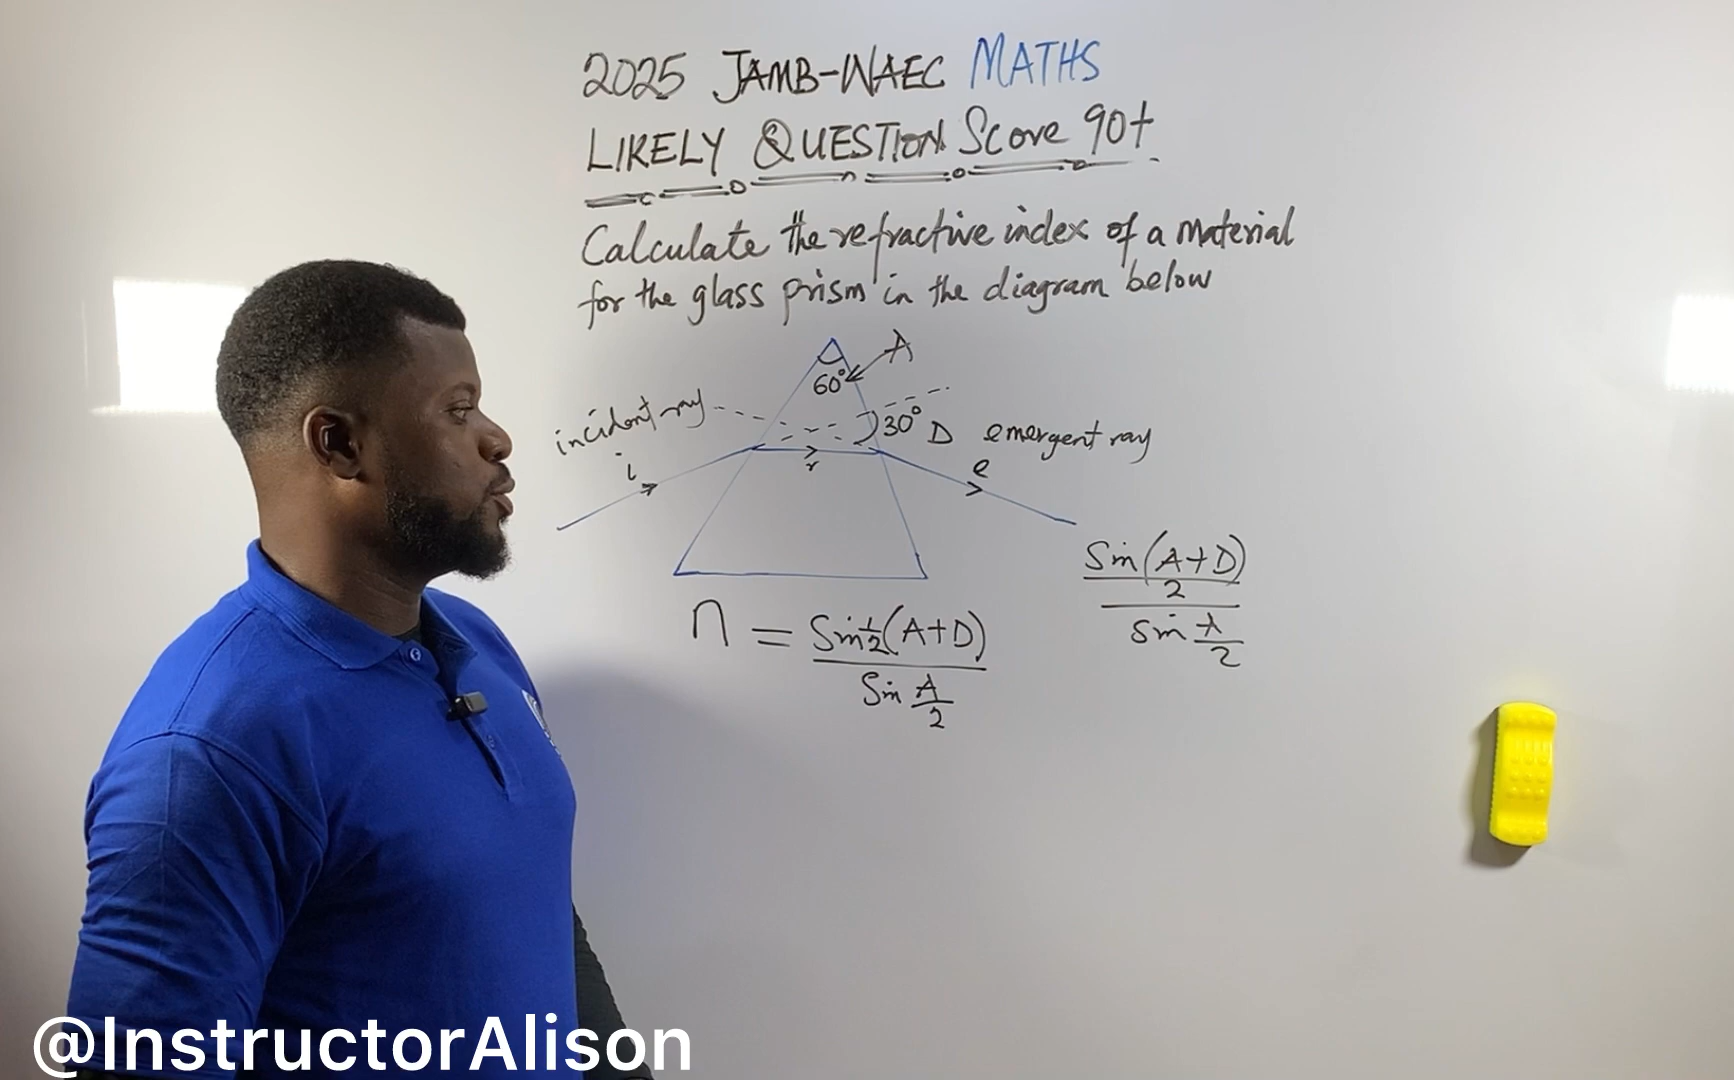 2025 JAMB-WAEC MATHS
LIKELY QUESTION Score 90+
Calculate the refractive index of a material
for the glass prism in the diagram below
A
60°
incident ray
30° D
emergent ray
i
r
e
n = Sin½(A+D)
Sin A
2
Sin(A+D)
2
Sin A
2
@InstructorAlison